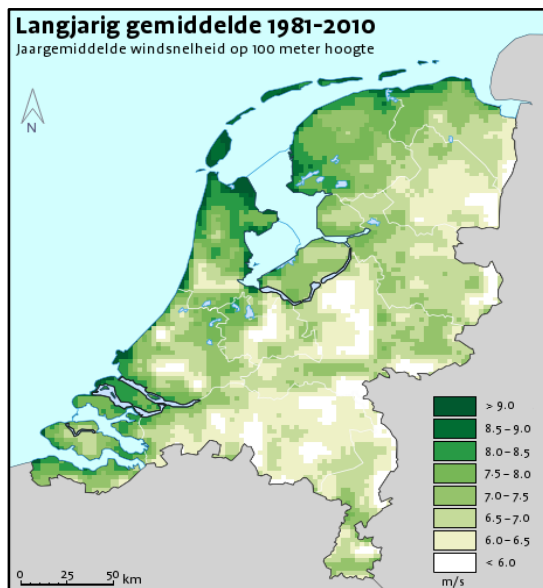 Langjarig gemiddelde 1981-2010
Jaargemiddelde windsnelheid op 100 meter hoogte
N
> 9.0
8.5-9.0
8.0-8.5
7.5-8.0
7.0-7.5
6.5-7.0
6.0-6.5
< 6.0
m/s
0 25 50 km